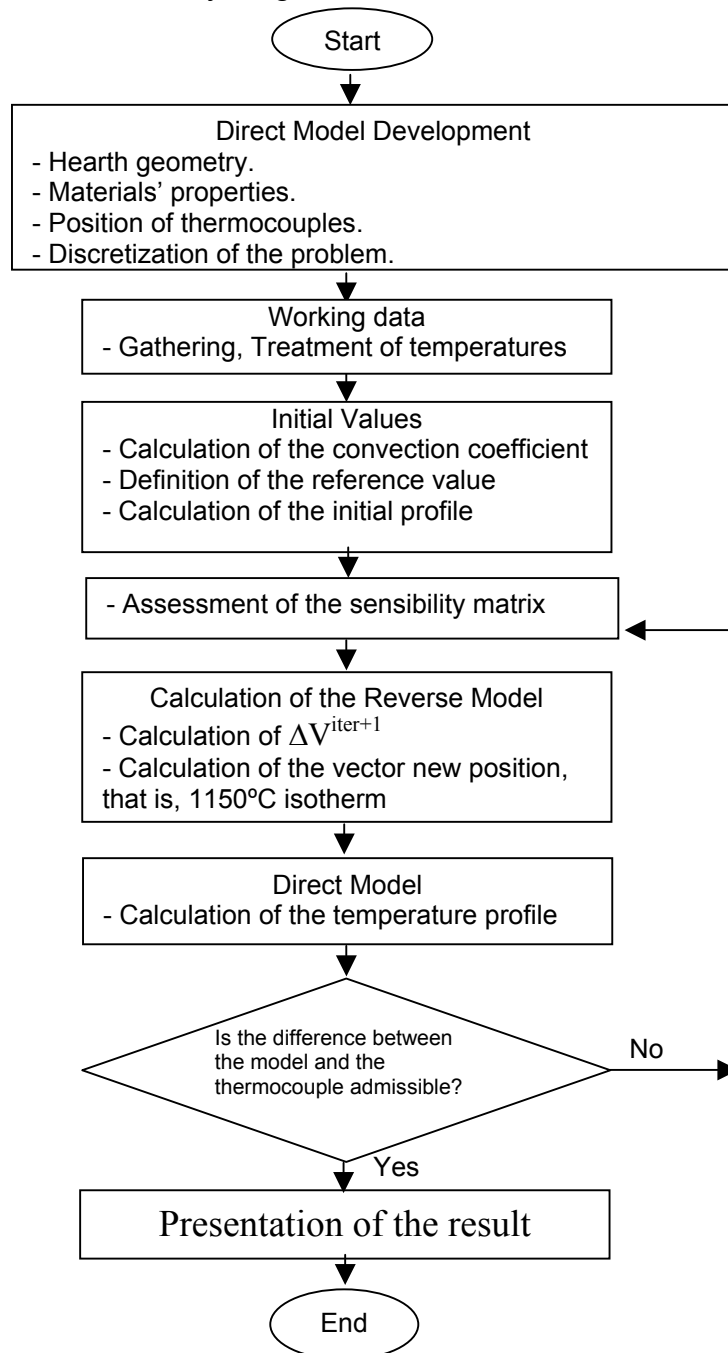 Start
Direct Model Development
- Hearth geometry.
- Materials’ properties.
- Position of thermocouples.
- Discretization of the problem.
Working data
- Gathering, Treatment of temperatures
Initial Values
- Calculation of the convection coefficient
- Definition of the reference value
- Calculation of the initial profile
- Assessment of the sensibility matrix
Calculation of the Reverse Model
- Calculation of ΔV^iter+1
- Calculation of the vector new position,
that is, 1150ºC isotherm
Direct Model
- Calculation of the temperature profile
Is the difference between
the model and the
thermocouple admissible?
No
Yes
Presentation of the result
End